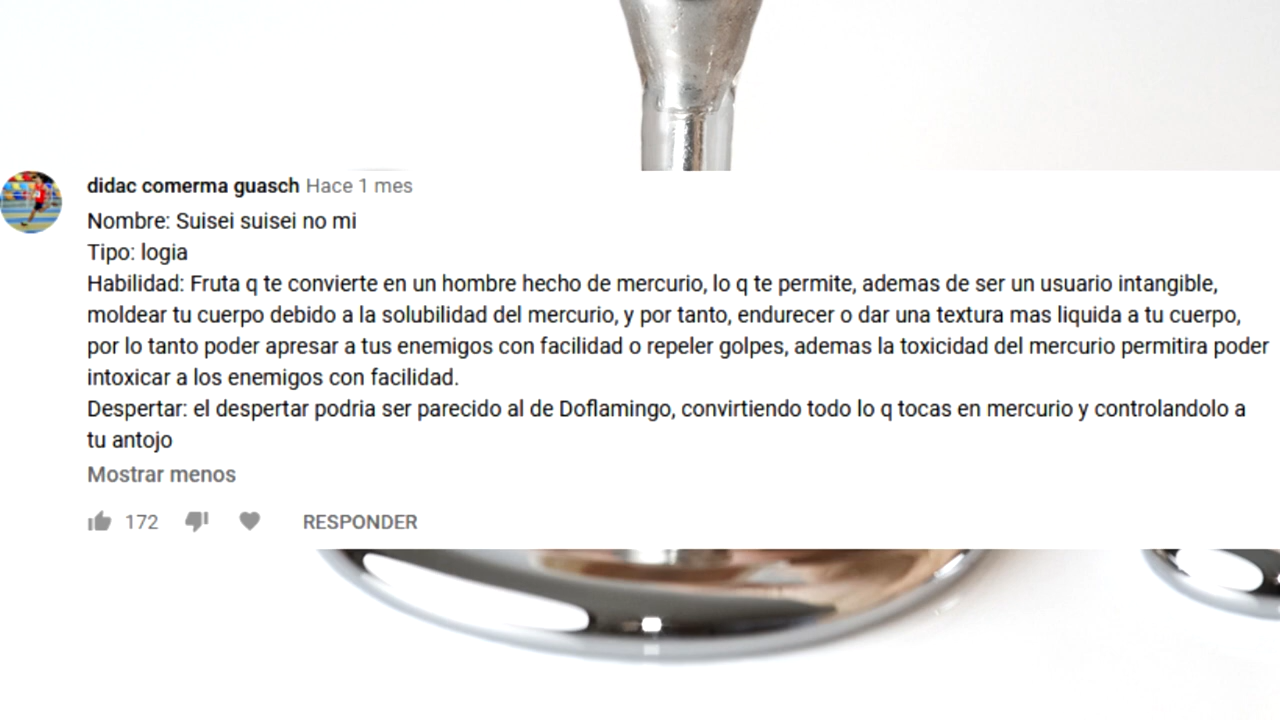 didac comerma guasch Hace 1 mes
Nombre: Suisei suisei no mi
Tipo: logia
Habilidad: Fruta q te convierte en un hombre hecho de mercurio, lo q te permite, ademas de ser un usuario intangible,
moldear tu cuerpo debido a la solubilidad del mercurio, y por tanto, endurecer o dar una textura mas liquida a tu cuerpo,
por lo tanto poder apresar a tus enemigos con facilidad o repeler golpes, ademas la toxicidad del mercurio permitira poder
intoxicar a los enemigos con facilidad.
Despertar: el despertar podria ser parecido al de Doflamingo, convirtiendo todo lo q tocas en mercurio y controlandolo a
tu antojo
Mostrar menos
172 RESPONDER